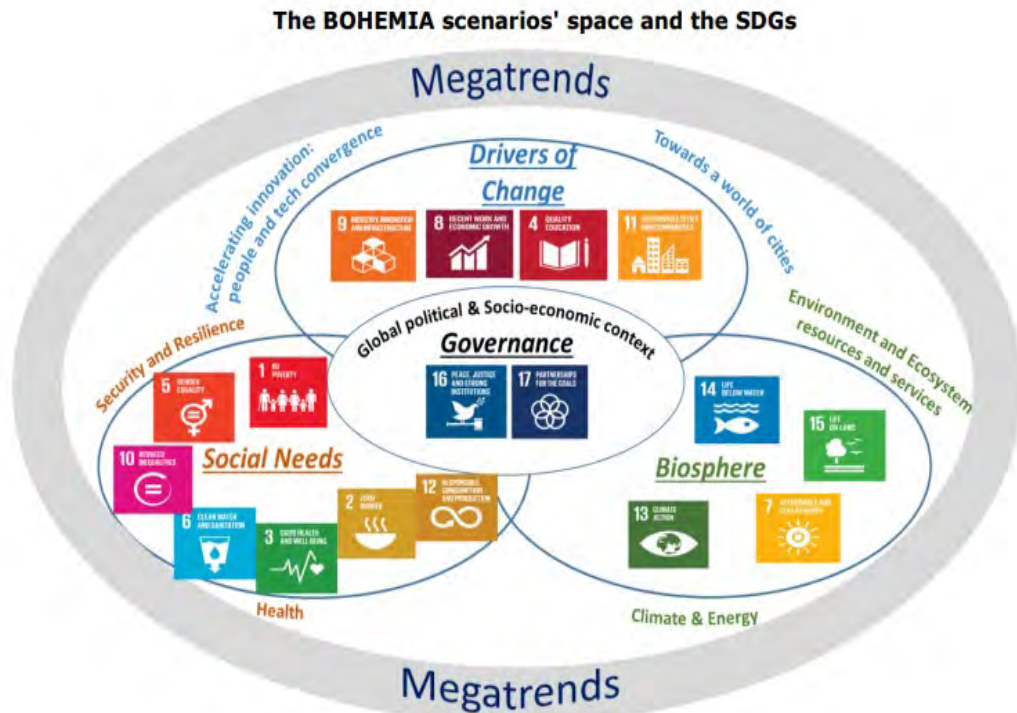 The BOHEMIA scenarios' space and the SDGs
Megatrends
Accelerating innovation:
people and tech convergence
Towards a world of cities
Drivers of
Change
9 INDUSTRY, INNOVATION
AND INFRASTRUCTURE
8 DECENT WORK AND
ECONOMIC GROWTH
4 QUALITY
EDUCATION
11 SUSTAINABLE CITIES
AND COMMUNITIES
Global political & Socio-economic context
Governance
16 PEACE, JUSTICE
AND STRONG
INSTITUTIONS
17 PARTNERSHIPS
FOR THE GOALS
Security and Resilience
5 GENDER
EQUALITY
1 NO
POVERTY
10 REDUCED
INEQUALITIES
Social Needs
6 CLEAN WATER
AND SANITATION
3 GOOD HEALTH
AND WELL-BEING
2 ZERO
HUNGER
12 RESPONSIBLE
CONSUMPTION
AND PRODUCTION
Health
Environment and Ecosystem
resources and services
14 LIFE
BELOW WATER
15 LIFE
ON LAND
Biosphere
13 CLIMATE
ACTION
7 AFFORDABLE AND
CLEAN ENERGY
Climate & Energy
Megatrends